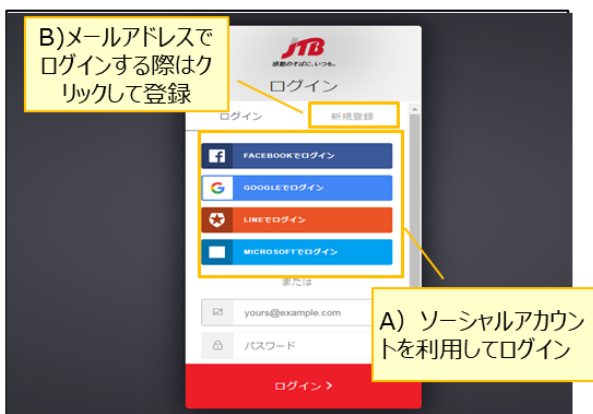 B)メールアドレスで
ログインする際はク
リックして登録
JTB
感動のそばに、いつも。
ログイン
ログイン 新規登録
FACEBOOKでログイン
GOOGLEでログイン
LINEでログイン
MICROSOFTでログイン
または
yours@example.com
パスワード
A) ソーシャルアカウン
トを利用してログイン
ログイン >